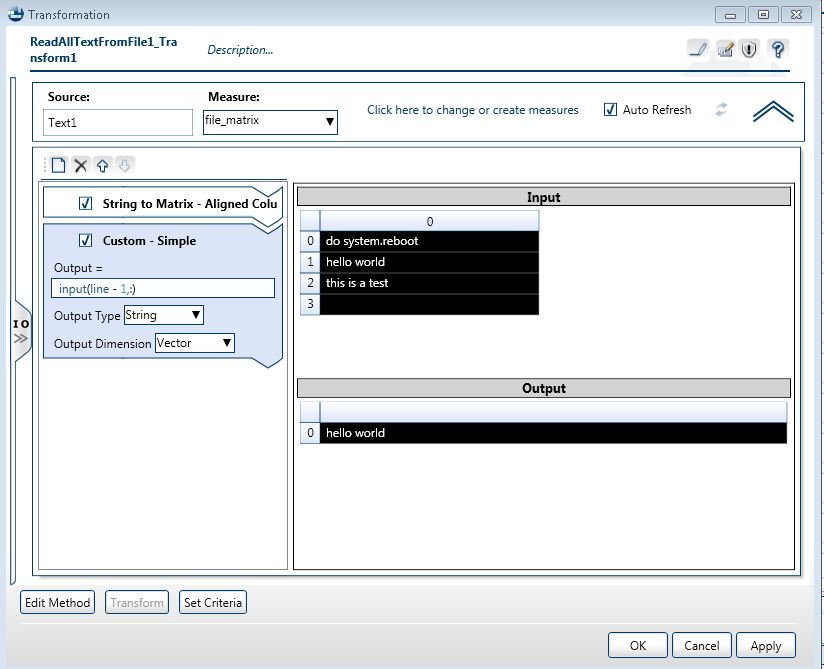 Transformation
ReadAllTextFromFile1_Tra
nsform1
Description...
Source:
Measure:
Text1
file_matrix
Click here to change or create measures
Auto Refresh
String to Matrix - Aligned Colu
Custom - Simple
Output =
input(line - 1,:)
Output Type String
Output Dimension Vector
I O
Input
0
0 do system.reboot
1 hello world
2 this is a test
3
Output
0 hello world
Edit Method
Transform
Set Criteria
OK
Cancel
Apply